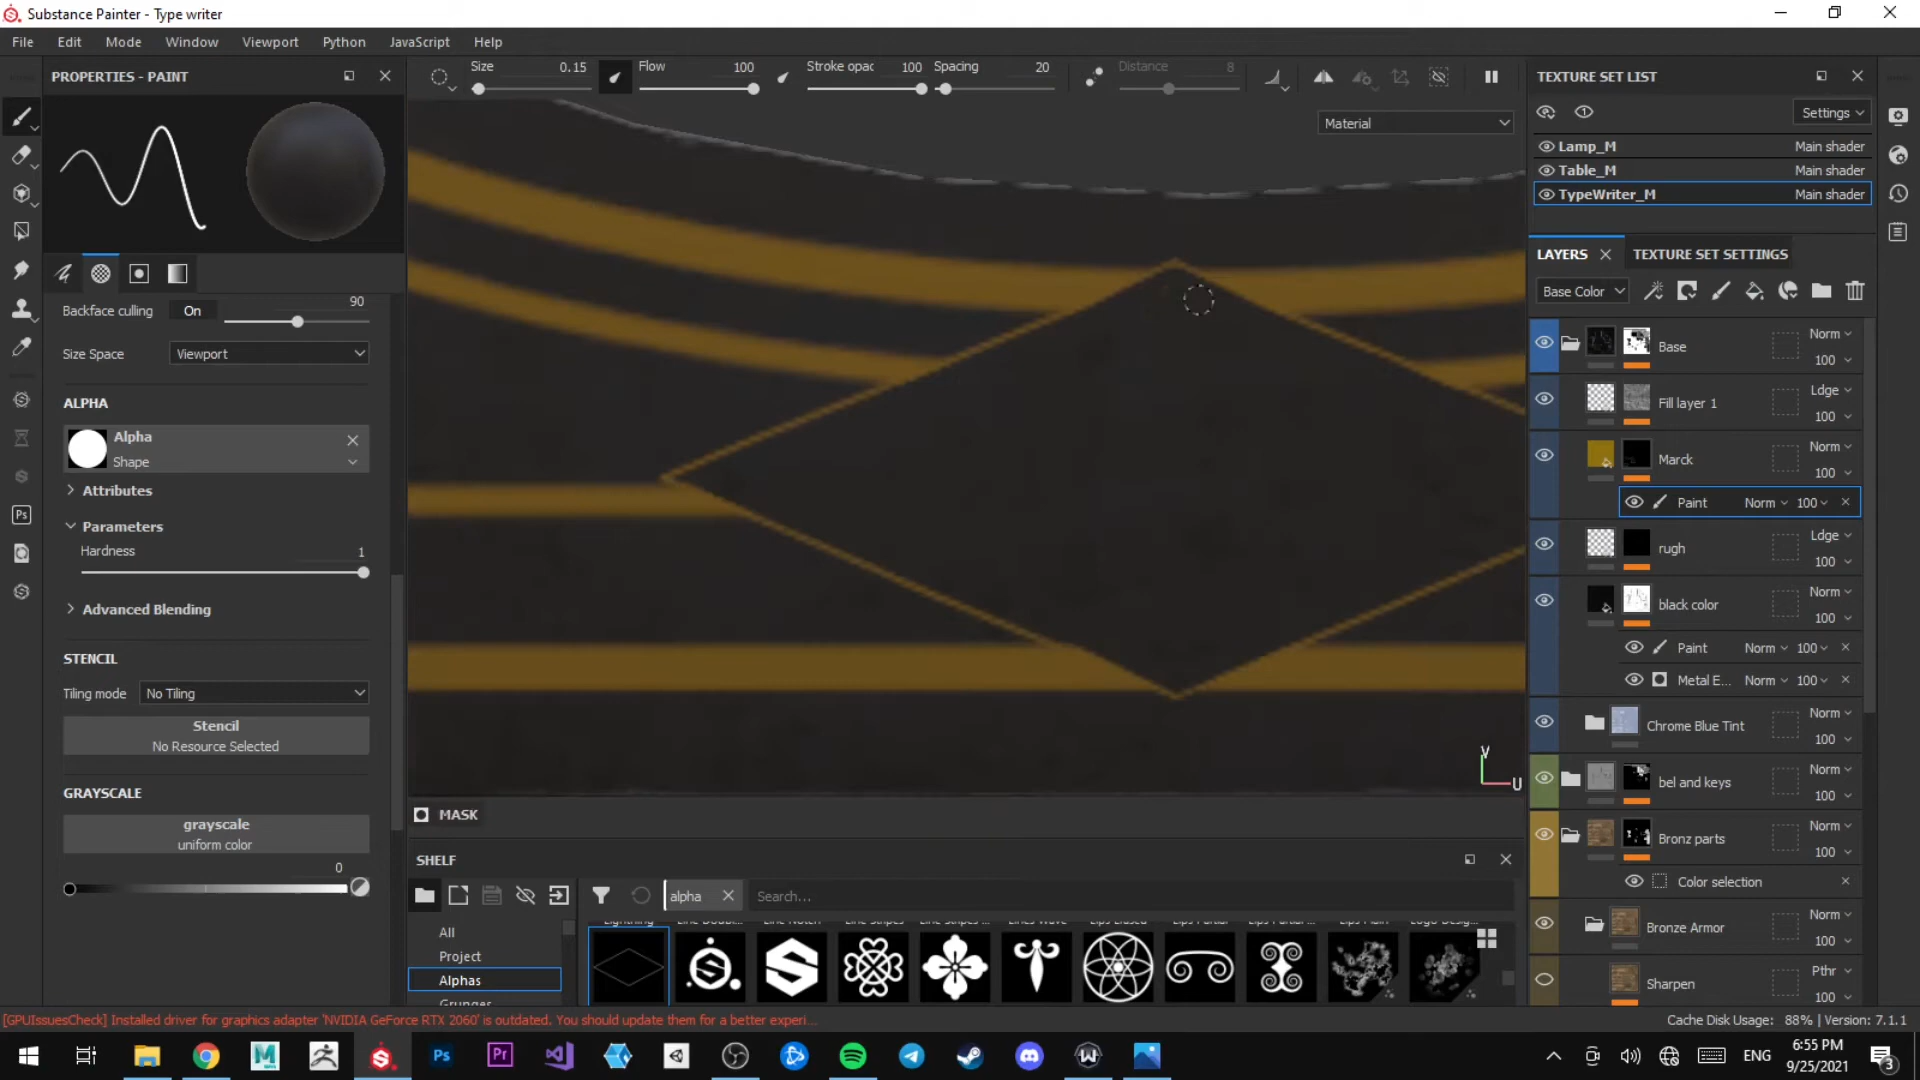 Substance Painter - Type writer
File Edit Mode Window Viewport Python JavaScript Help
PROPERTIES - PAINT
Size 0.15 Flow 100 Stroke opac 100 Spacing 20 Distance 8
Material
Backface culling On 90
Size Space Viewport
ALPHA
Alpha
Shape
Attributes
Parameters
Hardness 1
Advanced Blending
STENCIL
Tiling mode No Tiling
Stencil
No Resource Selected
GRAYSCALE
grayscale
uniform color
0
V
U
MASK
SHELF
alpha Search...
All
Project
Alphas
Grunges
TEXTURE SET LIST
Settings
Lamp_M Main shader
Table_M Main shader
TypeWriter_M Main shader
LAYERS TEXTURE SET SETTINGS
Base Color
Base Norm 100
Fill layer 1 Ldge 100
Marck Norm 100
Paint Norm 100
rugh Ldge 100
black color Norm 100
Paint Norm 100
Metal E... Norm 100
Chrome Blue Tint Norm 100
bel and keys Norm 100
Bronz parts Norm 100
Color selection
Bronze Armor Norm 100
Sharpen Pthr 100
[GPUIssuesCheck] Installed driver for graphics adapter 'NVIDIA GeForce RTX 2060' is outdated. You should update them for a better experi...
Cache Disk Usage: 88% | Version: 7.1.1
Ps
Pr
ENG
6:55 PM
9/25/2021
3